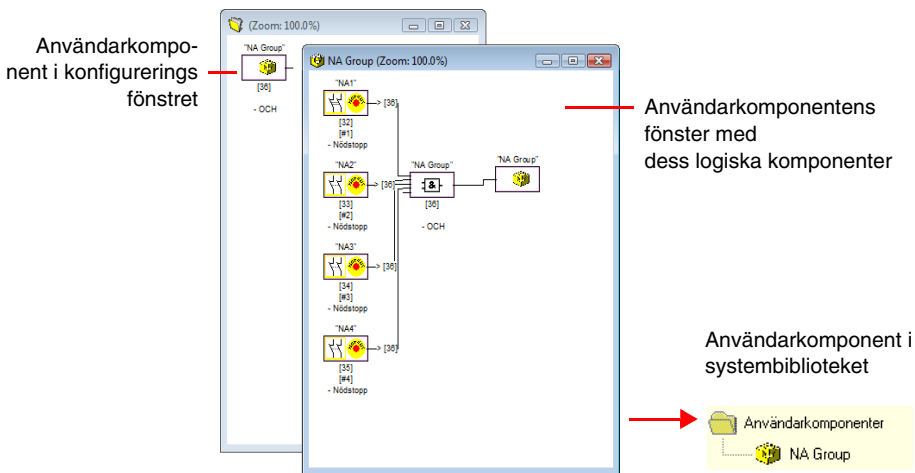 Användarkompo-
nent i konfigurerings
fönstret
(Zoom: 100.0%)
"NA Group"
[36]
- OCH
NA Group (Zoom: 100.0%)
"NA1"
> [36]
[32]
[#1]
- Nödstopp
"NA2"
> [36]
[33]
[#2]
- Nödstopp
"NA3"
> [36]
[34]
[#3]
- Nödstopp
"NA4"
> [36]
[35]
[#4]
- Nödstopp
"NA Group"
&
[36]
- OCH
"NA Group"
Användarkomponentens
fönster med
dess logiska komponenter
Användarkomponent i
systembiblioteket
Användarkomponenter
NA Group